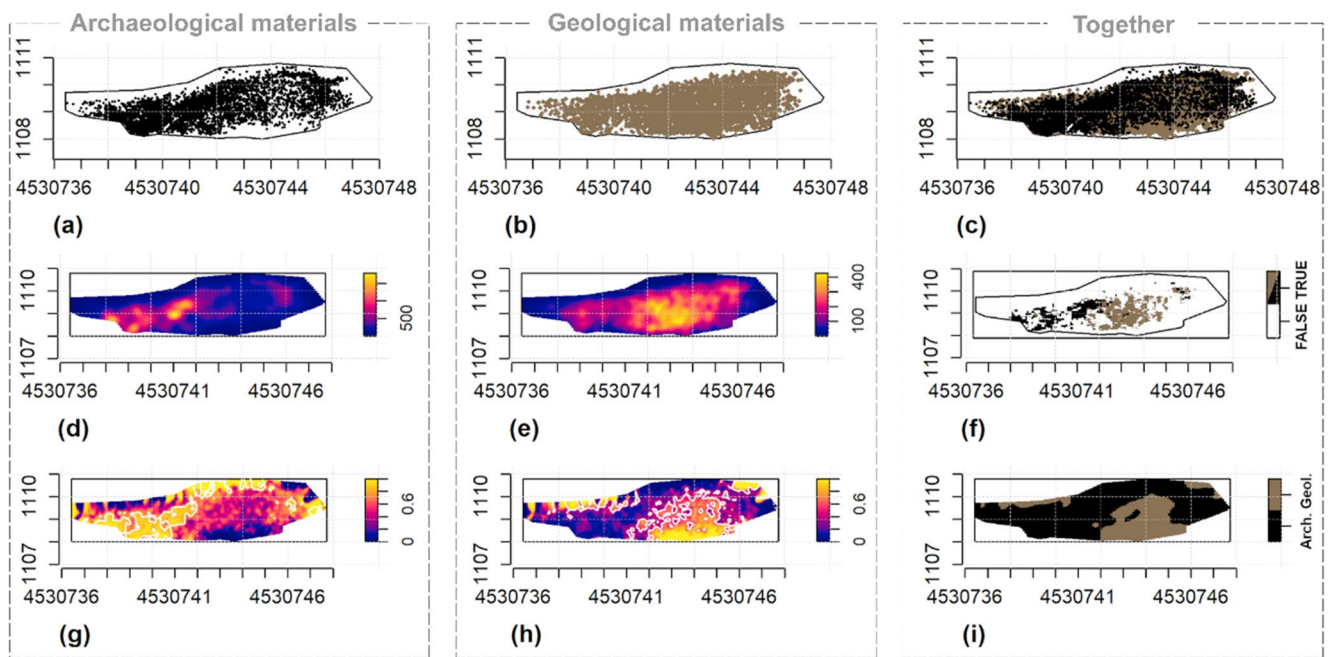 Archaeological materials
Geological materials
Together
1111
1108
4530736 4530740 4530744 4530748
(a)
1111
1108
4530736 4530740 4530744 4530748
(b)
1111
1108
4530736 4530740 4530744 4530748
(c)
1110
1107
500
4530736 4530741 4530746
(d)
1110
1107
400
100
4530736 4530741 4530746
(e)
1110
1107
FALSE TRUE
4530736 4530741 4530746
(f)
1110
1107
0.6
0
4530736 4530741 4530746
(g)
1110
1107
0.6
0
4530736 4530741 4530746
(h)
1110
1107
Arch. Geol.
4530736 4530741 4530746
(i)